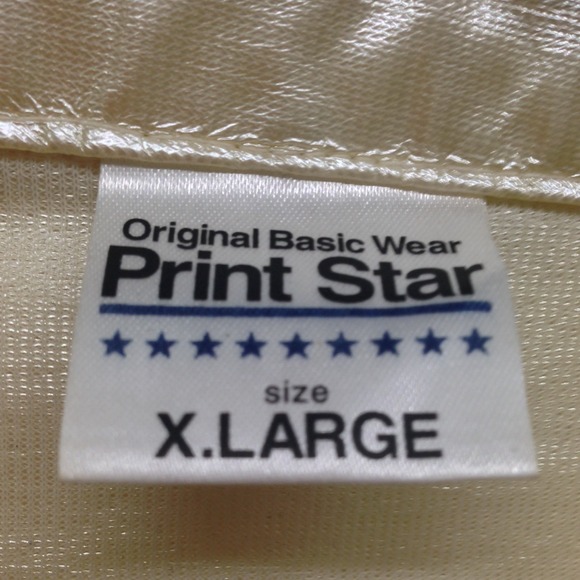 Original Basic Wear
Print Star
size
X.LARGE